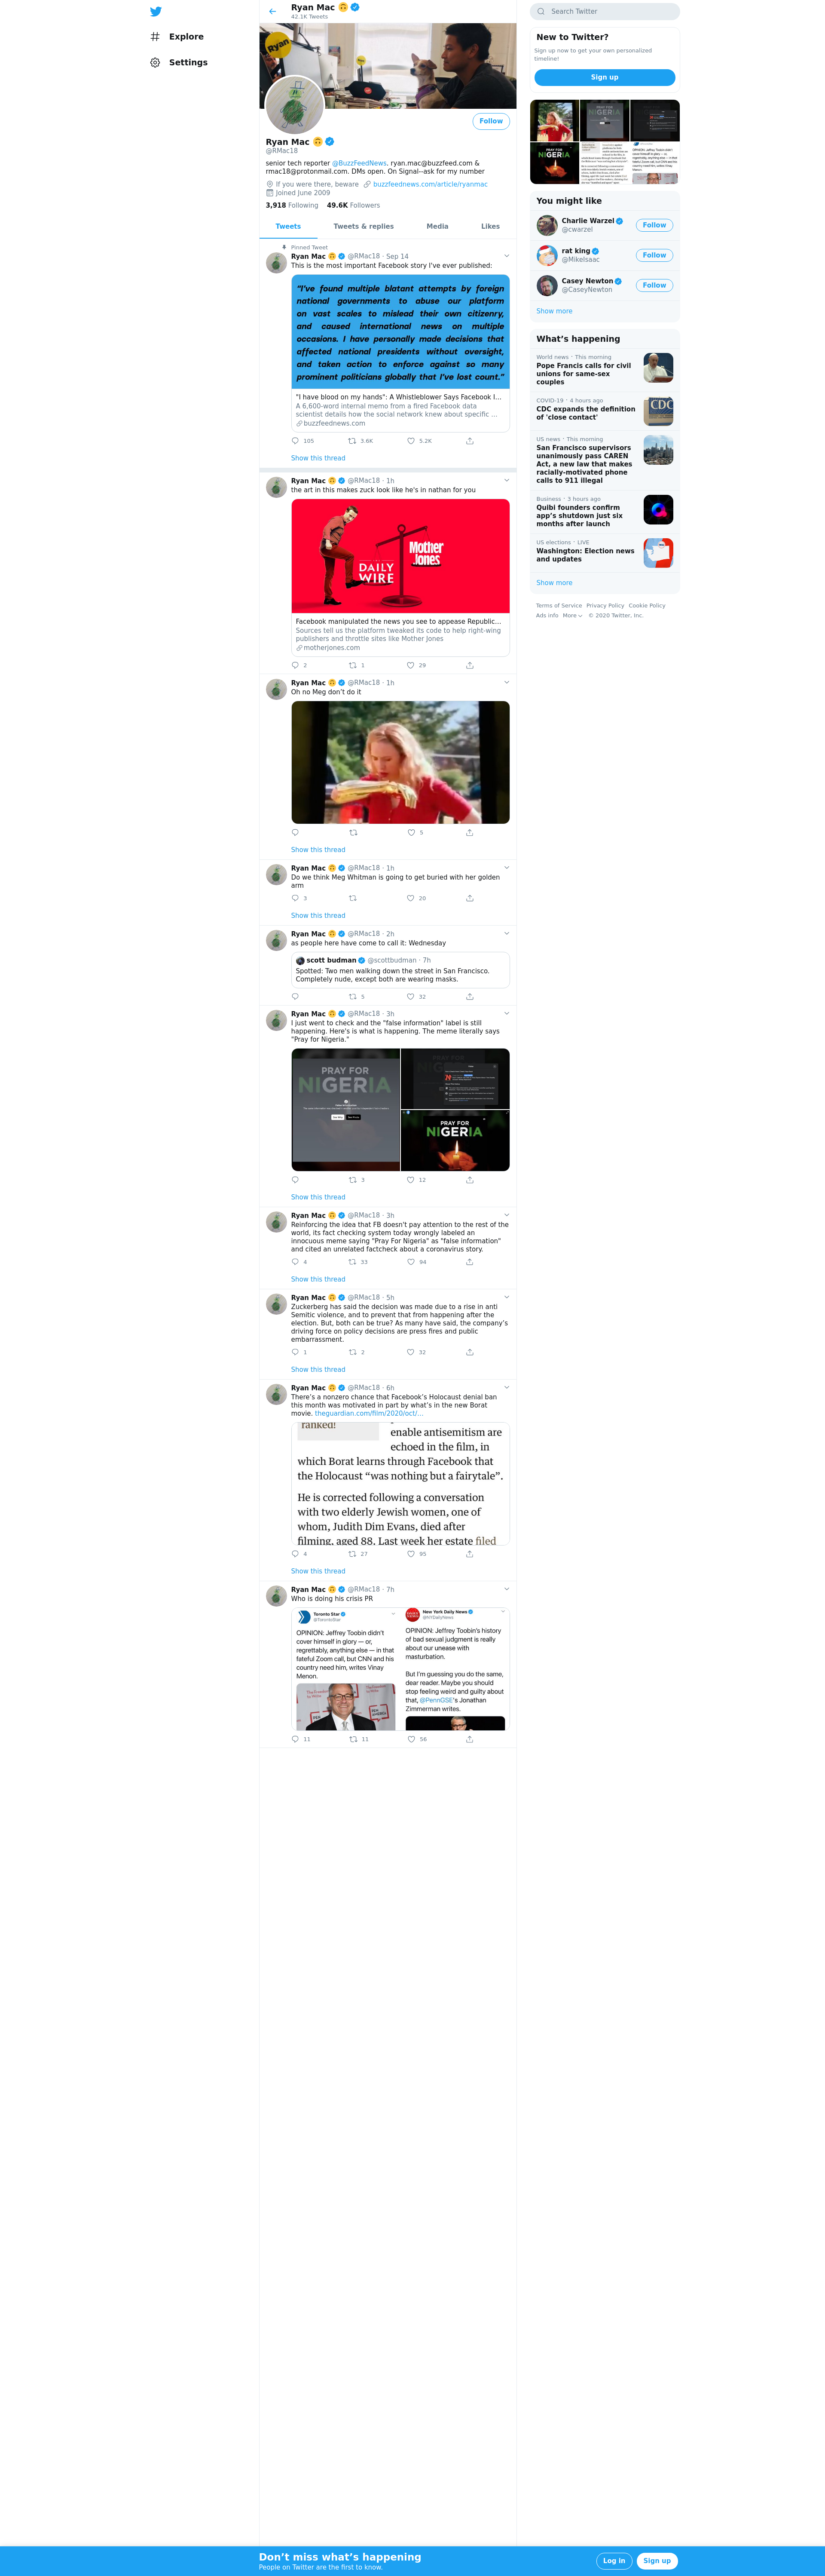 Explore
Settings
Ryan Mac
42.1K Tweets
Ryan
Follow
Ryan Mac
@RMac18
senior tech reporter @BuzzFeedNews. ryan.mac@buzzfeed.com &
rmac18@protonmail.com. DMs open. On Signal--ask for my number
If you were there, beware buzzfeednews.com/article/ryanmac
Joined June 2009
3,918 Following 49.6K Followers
Tweets Tweets & replies Media Likes
Pinned Tweet
Ryan Mac @RMac18 · Sep 14
This is the most important Facebook story I've ever published:
"I've found multiple blatant attempts by foreign
national governments to abuse our platform
on vast scales to mislead their own citizenry,
and caused international news on multiple
occasions. I have personally made decisions that
affected national presidents without oversight,
and taken action to enforce against so many
prominent politicians globally that I've lost count."
"I have blood on my hands": A Whistleblower Says Facebook I...
A 6,600-word internal memo from a fired Facebook data
scientist details how the social network knew about specific ...
buzzfeednews.com
105 3.6K 5.2K
Show this thread
Ryan Mac @RMac18 · 1h
the art in this makes zuck look like he's in nathan for you
DAILY
WIRE
Mother
Jones
Facebook manipulated the news you see to appease Republic...
Sources tell us the platform tweaked its code to help right-wing
publishers and throttle sites like Mother Jones
motherjones.com
2 1 29
Ryan Mac @RMac18 · 1h
Oh no Meg don't do it
5
Show this thread
Ryan Mac @RMac18 · 1h
Do we think Meg Whitman is going to get buried with her golden
arm
3 20
Show this thread
Ryan Mac @RMac18 · 2h
as people here have come to call it: Wednesday
scott budman @scottbudman · 7h
Spotted: Two men walking down the street in San Francisco.
Completely nude, except both are wearing masks.
5 32
Ryan Mac @RMac18 · 3h
I just went to check and the "false information" label is still
happening. Here's is what is happening. The meme literally says
"Pray for Nigeria."
PRAY FOR
NIGERIA
PRAY FOR
NIGERIA
PRAY FOR
NIGERIA
3 12
Show this thread
Ryan Mac @RMac18 · 3h
Reinforcing the idea that FB doesn't pay attention to the rest of the
world, its fact checking system today wrongly labeled an
innocuous meme saying "Pray For Nigeria" as "false information"
and cited an unrelated factcheck about a coronavirus story.
4 33 94
Show this thread
Ryan Mac @RMac18 · 5h
Zuckerberg has said the decision was made due to a rise in anti
Semitic violence, and to prevent that from happening after the
election. But, both can be true? As many have said, the company's
driving force on policy decisions are press fires and public
embarrassment.
1 2 32
Show this thread
Ryan Mac @RMac18 · 6h
There's a nonzero chance that Facebook's Holocaust denial ban
this month was motivated in part by what's in the new Borat
movie. theguardian.com/film/2020/oct/...
ranked!
enable antisemitism are
echoed in the film, in
which Borat learns through Facebook that
the Holocaust "was nothing but a fairytale".
He is corrected following a conversation
with two elderly Jewish women, one of
whom, Judith Dim Evans, died after
filming, aged 88. Last week her estate filed
4 27 95
Show this thread
Ryan Mac @RMac18 · 7h
Who is doing his crisis PR
Toronto Star
@TorontoStar
OPINION: Jeffrey Toobin didn't
cover himself in glory — or,
regrettably, anything else — in that
fateful Zoom call, but CNN and his
country need him, writes Vinay
Menon.
New York Daily News
@NYDailyNews
OPINION: Jeffrey Toobin's history
of bad sexual judgment is really
about our unease with
masturbation.
But I'm guessing you do the same,
dear reader. Maybe you should
stop feeling weird and guilty about
that, @PennGSE's Jonathan
Zimmerman writes.
11 11 56
Search Twitter
New to Twitter?
Sign up now to get your own personalized
timeline!
Sign up
You might like
Charlie Warzel
@cwarzel
Follow
rat king
@MikeIsaac
Follow
Casey Newton
@CaseyNewton
Follow
Show more
What's happening
World news · This morning
Pope Francis calls for civil
unions for same-sex
couples
COVID-19 · 4 hours ago
CDC expands the definition
of 'close contact'
CDC
US news · This morning
San Francisco supervisors
unanimously pass CAREN
Act, a new law that makes
racially-motivated phone
calls to 911 illegal
Business · 3 hours ago
Quibi founders confirm
app's shutdown just six
months after launch
US elections · LIVE
Washington: Election news
and updates
Show more
Terms of Service Privacy Policy Cookie Policy
Ads info More © 2020 Twitter, Inc.
Don't miss what's happening
People on Twitter are the first to know.
Log in
Sign up